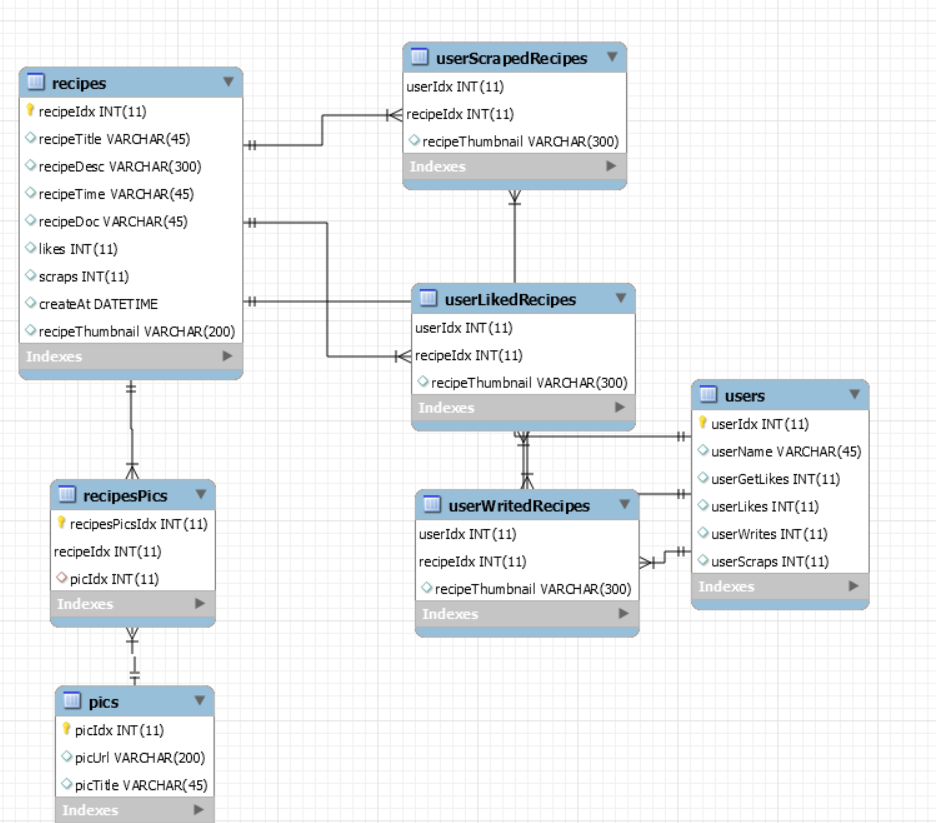 recipes
recipeIdx INT(11)
recipeTitle VARCHAR(45)
recipeDesc VARCHAR(300)
recipeTime VARCHAR(45)
recipeDoc VARCHAR(45)
likes INT(11)
scraps INT(11)
createAt DATETIME
recipeThumbnail VARCHAR(200)
Indexes
userScrapedRecipes
userIdx INT(11)
recipeIdx INT(11)
recipeThumbnail VARCHAR(300)
Indexes
userLikedRecipes
userIdx INT(11)
recipeIdx INT(11)
recipeThumbnail VARCHAR(300)
Indexes
users
userIdx INT(11)
userName VARCHAR(45)
userGetLikes INT(11)
userLikes INT(11)
userWrites INT(11)
userScraps INT(11)
Indexes
recipesPics
recipesPicsIdx INT(11)
recipeIdx INT(11)
picIdx INT(11)
Indexes
userWritedRecipes
userIdx INT(11)
recipeIdx INT(11)
recipeThumbnail VARCHAR(300)
Indexes
pics
picIdx INT(11)
picUrl VARCHAR(200)
picTitle VARCHAR(45)
Indexes